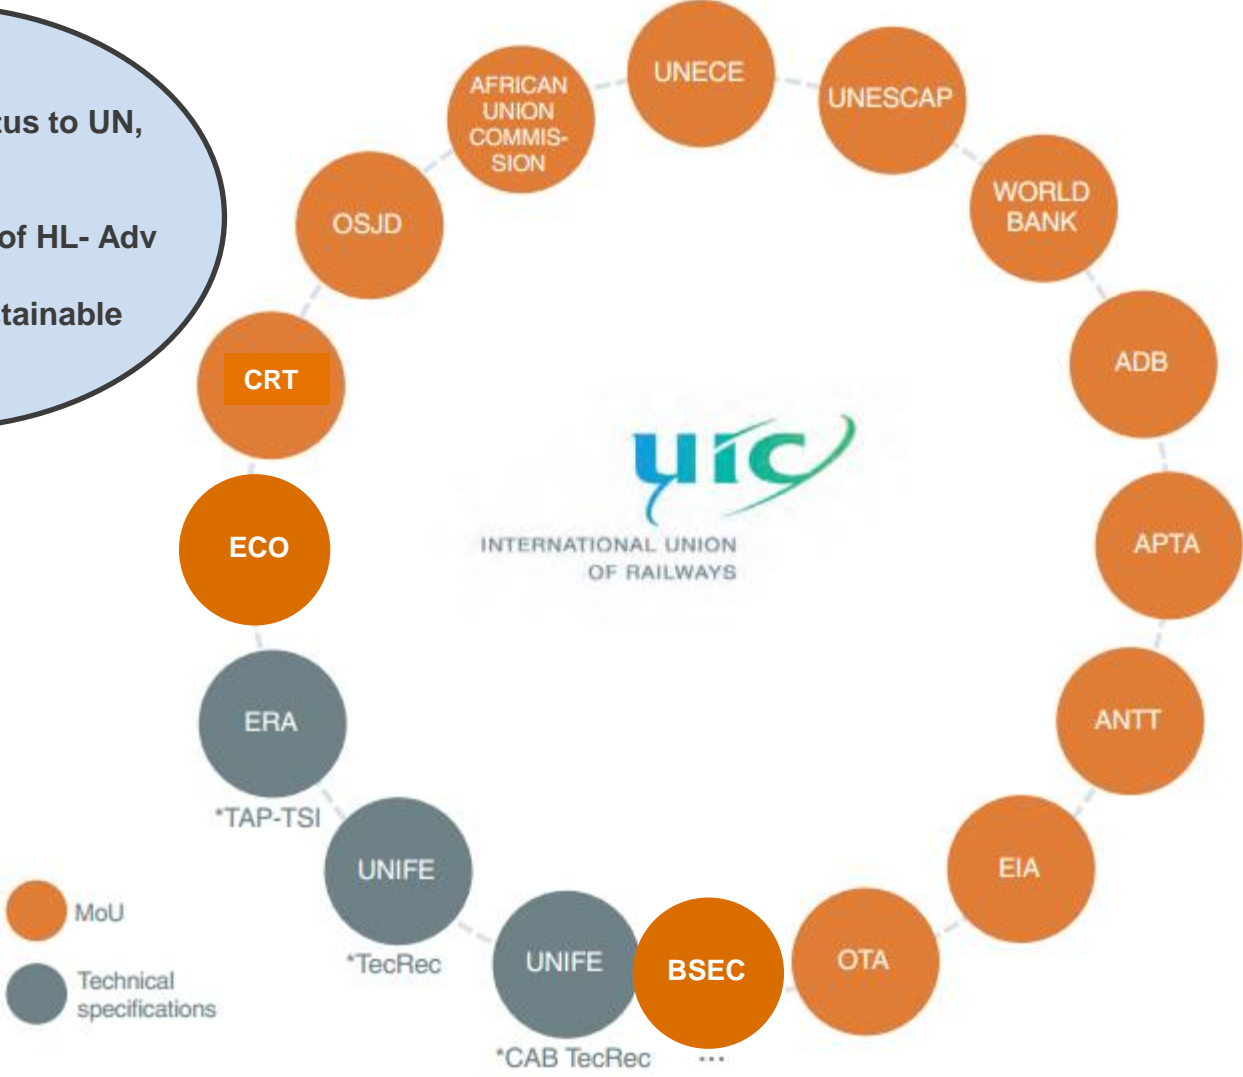 tus to UN,
of HL- Adv
tainable
UNECE
UNESCAP
AFRICAN
UNION
COMMIS-
SION
WORLD
BANK
OSJD
ADB
CRT
uic
INTERNATIONAL UNION
OF RAILWAYS
APTA
ECO
ERA
*TAP-TSI
ANTT
UNIFE
*TecRec
EIA
UNIFE
*CAB TecRec
BSEC
...
OTA
MoU
Technical
specifications